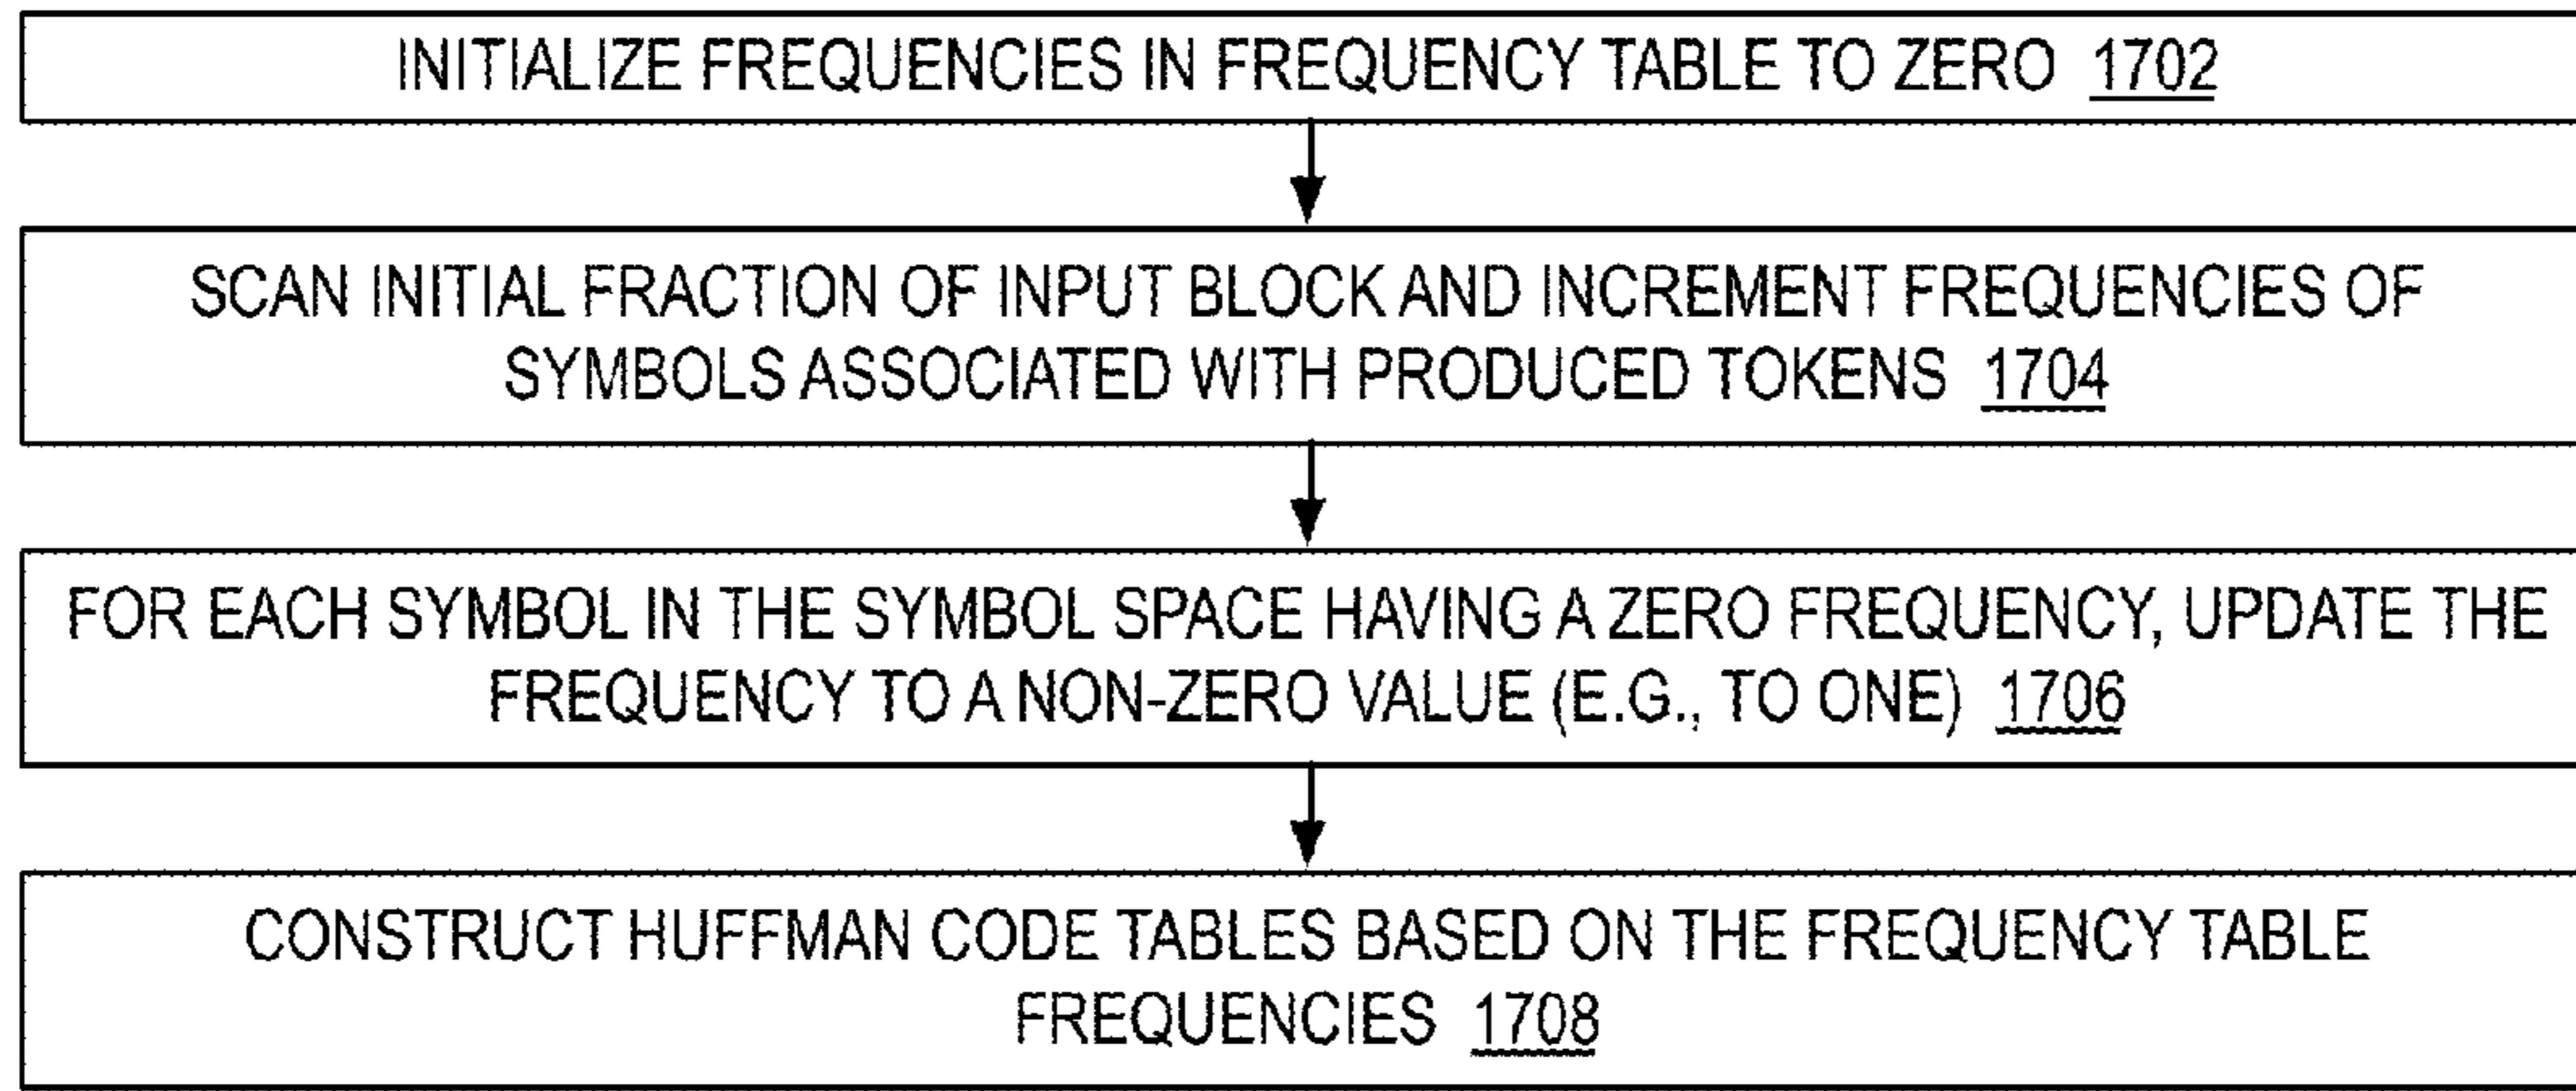 INITIALIZE FREQUENCIES IN FREQUENCY TABLE TO ZERO 1702
SCAN INITIAL FRACTION OF INPUT BLOCK AND INCREMENT FREQUENCIES OF
SYMBOLS ASSOCIATED WITH PRODUCED TOKENS 1704
FOR EACH SYMBOL IN THE SYMBOL SPACE HAVING A ZERO FREQUENCY, UPDATE THE
FREQUENCY TO A NON-ZERO VALUE (E.G., TO ONE) 1706
CONSTRUCT HUFFMAN CODE TABLES BASED ON THE FREQUENCY TABLE
FREQUENCIES 1708